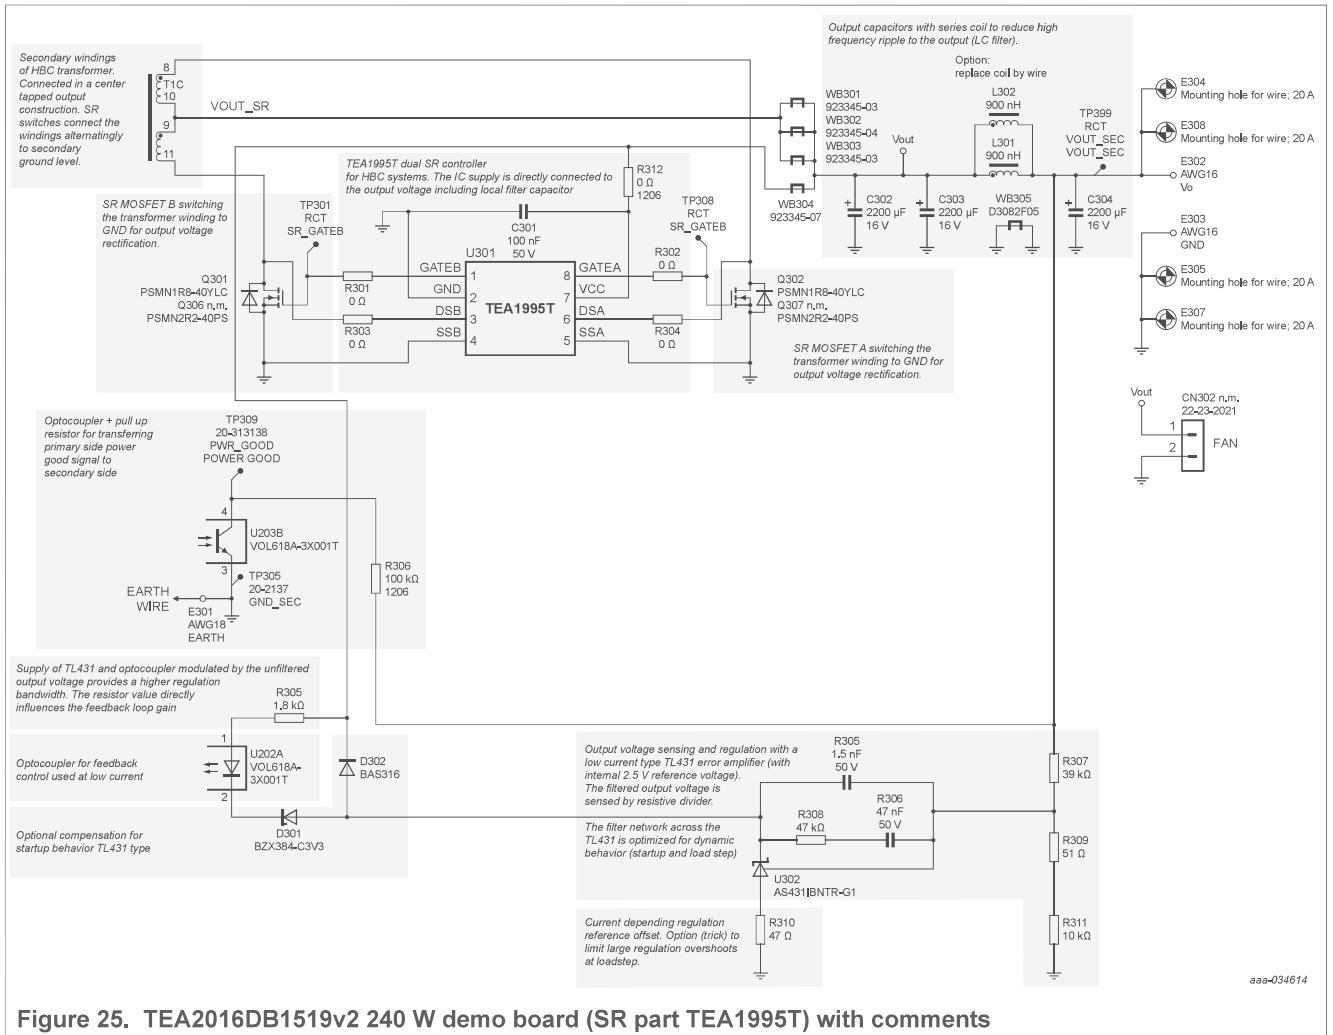 Output capacitors with series coil to reduce high
frequency ripple to the output (LC filter).
Secondary windings
of HBC transformer.
Connected in a center
tapped output
construction. SR
switches connect the
windings alternatingly
to secondary
ground level.
8
T1C
10
9
11
VOUT_SR
Option:
replace coil by wire
L302
900 nH
L301
900 nH
WB301
923345-03
WB302
923345-04
WB303
923345-03
WB304
923345-07
Vout
TP399
RCT
VOUT_SEC
VOUT_SEC
C302
2200 µF
16 V
C303
2200 µF
16 V
WB305
D3082F05
C304
2200 µF
16 V
E304
Mounting hole for wire; 20 A
E308
Mounting hole for wire; 20 A
E302
AWG16
Vo
E303
AWG16
GND
E305
Mounting hole for wire; 20 A
E307
Mounting hole for wire; 20 A
TEA1995T dual SR controller
for HBC systems. The IC supply is directly connected to
the output voltage including local filter capacitor
R312
0 Ω
1206
SR MOSFET B switching
the transformer winding to
GND for output voltage
rectification.
TP301
RCT
SR_GATEB
C301
100 nF
50 V
TP308
RCT
SR_GATEB
U301
GATEB
1
GND
2
DSB
3
SSB
4
TEA1995T
8
GATEA
7
VCC
6
DSA
5
SSA
R301
0 Ω
R303
0 Ω
R302
0 Ω
R304
0 Ω
Q301
PSMN1R8-40YLC
Q306 n.m.
PSMN2R2-40PS
Q302
PSMN1R8-40YLC
Q307 n.m.
PSMN2R2-40PS
SR MOSFET A switching the
transformer winding to GND for
output voltage rectification.
Vout
CN302 n.m.
22-23-2021
1
2
FAN
Optocoupler + pull up
resistor for transferring
primary side power
good signal to
secondary side
TP309
20-313138
PWR_GOOD
POWER GOOD
4
U203B
VOL618A-3X001T
3
TP305
20-2137
GND_SEC
EARTH
WIRE
E301
AWG18
EARTH
R306
100 kΩ
1206
Supply of TL431 and optocoupler modulated by the unfiltered
output voltage provides a higher regulation
bandwidth. The resistor value directly
influences the feedback loop gain
R305
1.8 kΩ
Optocoupler for feedback
control used at low current
1
U202A
VOL618A-
3X001T
2
D302
BAS316
Optional compensation for
startup behavior TL431 type
D301
BZX384-C3V3
Output voltage sensing and regulation with a
low current type TL431 error amplifier (with
internal 2.5 V reference voltage).
The filtered output voltage is
sensed by resistive divider.
The filter network across the
TL431 is optimized for dynamic
behavior (startup and load step)
R305
1.5 nF
50 V
R306
47 nF
50 V
R308
47 kΩ
U302
AS431IBNTR-G1
R307
39 kΩ
R309
51 Ω
R311
10 kΩ
Current depending regulation
reference offset. Option (trick) to
limit large regulation overshoots
at loadstep.
R310
47 Ω
aaa-034614
Figure 25. TEA2016DB1519v2 240 W demo board (SR part TEA1995T) with comments